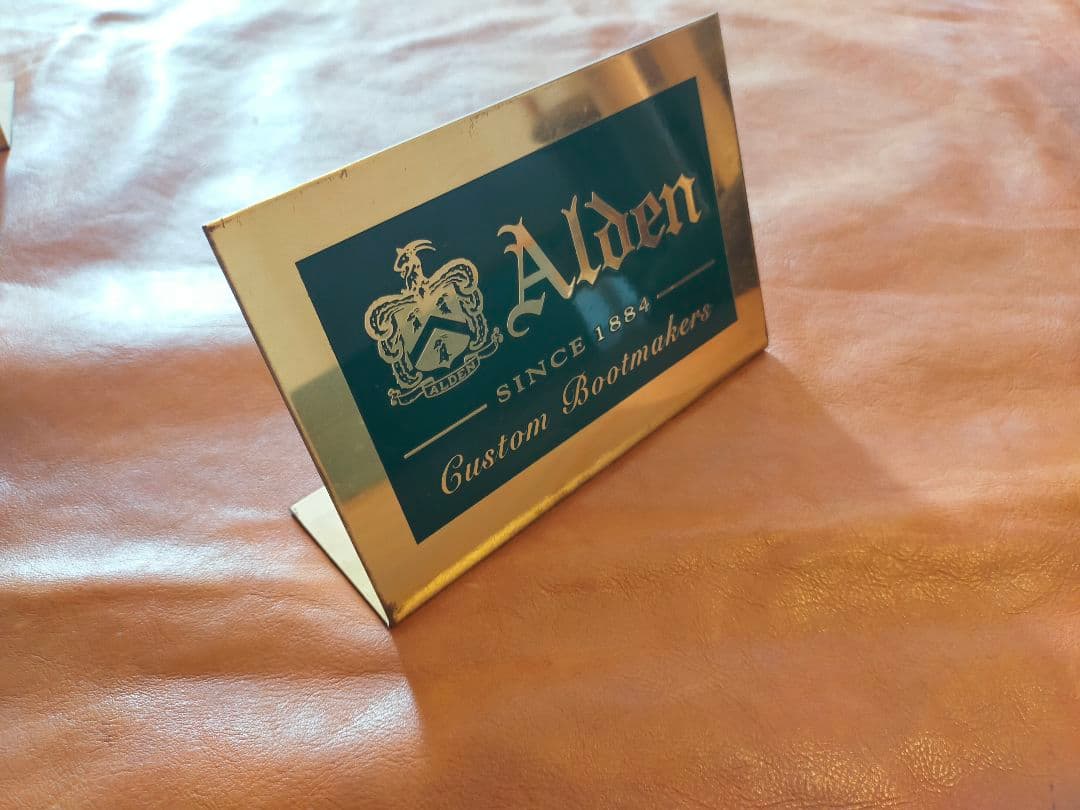 Alden
ALDEN
SINCE 1884
Custom Bootmakers